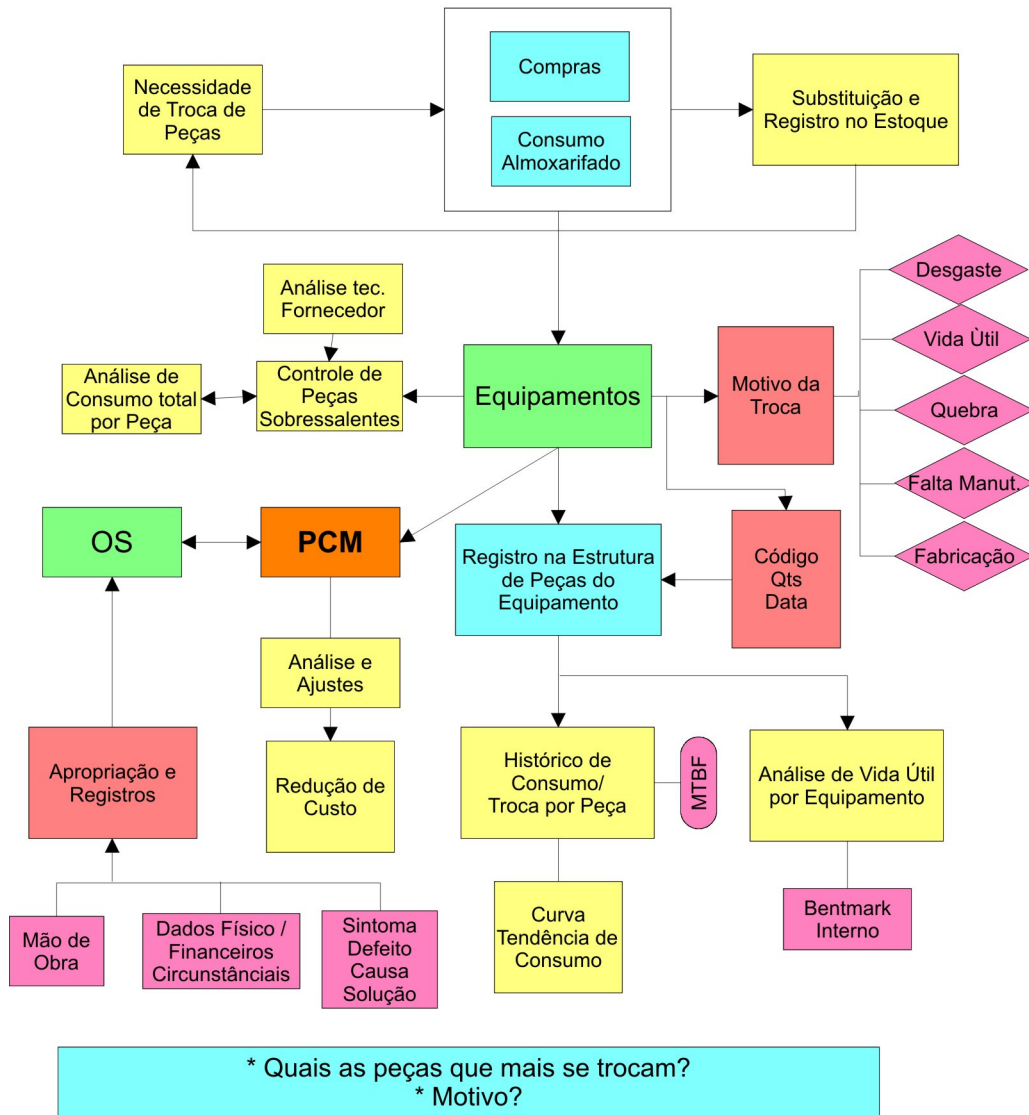 Necessidade
de Troca de
Peças
Compras
Consumo
Almoxarifado
Substituição e
Registro no Estoque
Análise tec.
Fornecedor
Análise de
Consumo total
por Peça
Controle de
Peças
Sobressalentes
Equipamentos
Motivo da
Troca
Desgaste
Vida Ùtil
Quebra
Falta Manut.
Fabricação
OS
PCM
Registro na Estrutura
de Peças do
Equipamento
Código
Qts
Data
Análise e
Ajustes
Redução de
Custo
Apropriação e
Registros
Histórico de
Consumo/
Troca por Peça
MTBF
Análise de Vida Útil
por Equipamento
Mão de
Obra
Dados Físico /
Financeiros
Circunstânciais
Sintoma
Defeito
Causa
Solução
Curva
Tendência de
Consumo
Bentmark
Interno
* Quais as peças que mais se trocam?
* Motivo?